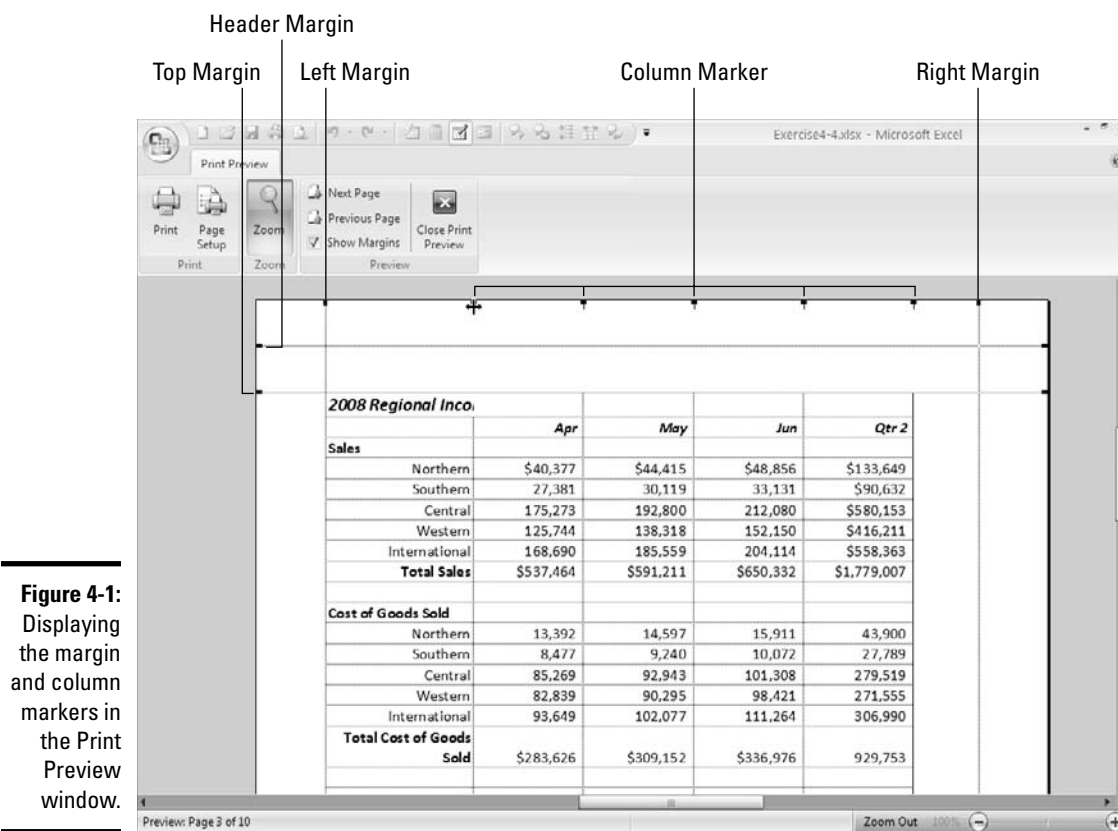 Header Margin
Top Margin Left Margin Column Marker Right Margin
Exercise4-4.xlsx - Microsoft Excel
Print Preview
Print Page Setup Zoom
Next Page
Previous Page
Show Margins
Close Print Preview
Print Zoom Preview
2008 Regional Inco
Apr May Jun Qtr 2
Sales
Northern $40,377 $44,415 $48,856 $133,649
Southern 27,381 30,119 33,131 $90,632
Central 175,273 192,800 212,080 $580,153
Western 125,744 138,318 152,150 $416,211
International 168,690 185,559 204,114 $558,363
Total Sales $537,464 $591,211 $650,332 $1,779,007
Cost of Goods Sold
Northern 13,392 14,597 15,911 43,900
Southern 8,477 9,240 10,072 27,789
Central 85,269 92,943 101,308 279,519
Western 82,839 90,295 98,421 271,555
International 93,649 102,077 111,264 306,990
Total Cost of Goods
Sold $283,626 $309,152 $336,976 929,753
Preview: Page 3 of 10 Zoom Out 100%
Figure 4-1:
Displaying
the margin
and column
markers in
the Print
Preview
window.